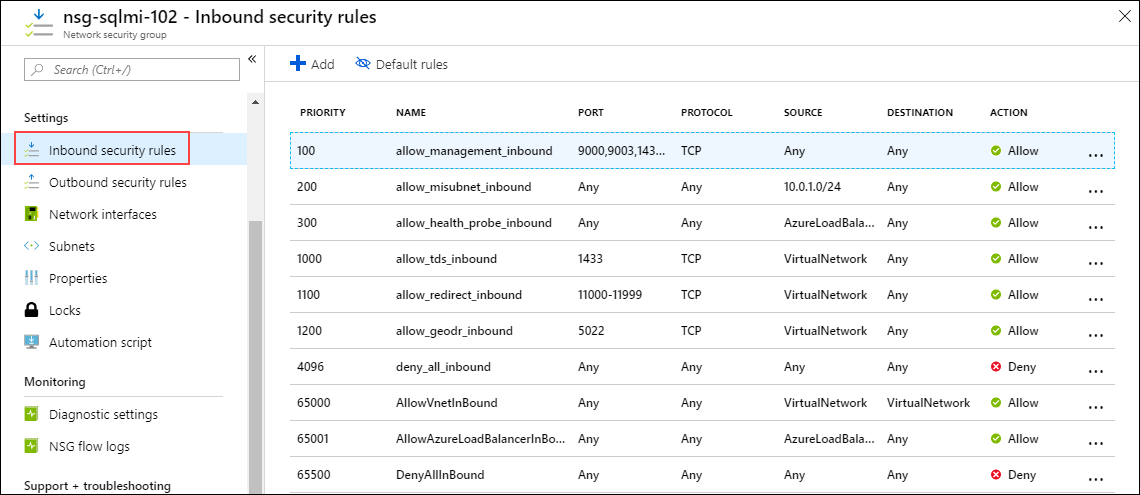 nsg-sqlmi-102 - Inbound security rules
Network security group
Search (Ctrl+/)
Settings
Inbound security rules
Outbound security rules
Network interfaces
Subnets
Properties
Locks
Automation script
Monitoring
Diagnostic settings
NSG flow logs
Support + troubleshooting
Add Default rules
PRIORITY NAME PORT PROTOCOL SOURCE DESTINATION ACTION
100 allow_management_inbound 9000,9003,143... TCP Any Any Allow ...
200 allow_misubnet_inbound Any Any 10.0.1.0/24 Any Allow ...
300 allow_health_probe_inbound Any Any AzureLoadBala... Any Allow ...
1000 allow_tds_inbound 1433 TCP VirtualNetwork Any Allow ...
1100 allow_redirect_inbound 11000-11999 TCP VirtualNetwork Any Allow ...
1200 allow_geodr_inbound 5022 TCP VirtualNetwork Any Allow ...
4096 deny_all_inbound Any Any Any Any Deny ...
65000 AllowVnetInBound Any Any VirtualNetwork VirtualNetwork Allow ...
65001 AllowAzureLoadBalancerInBo... Any Any AzureLoadBala... Any Allow ...
65500 DenyAllInBound Any Any Any Any Deny ...